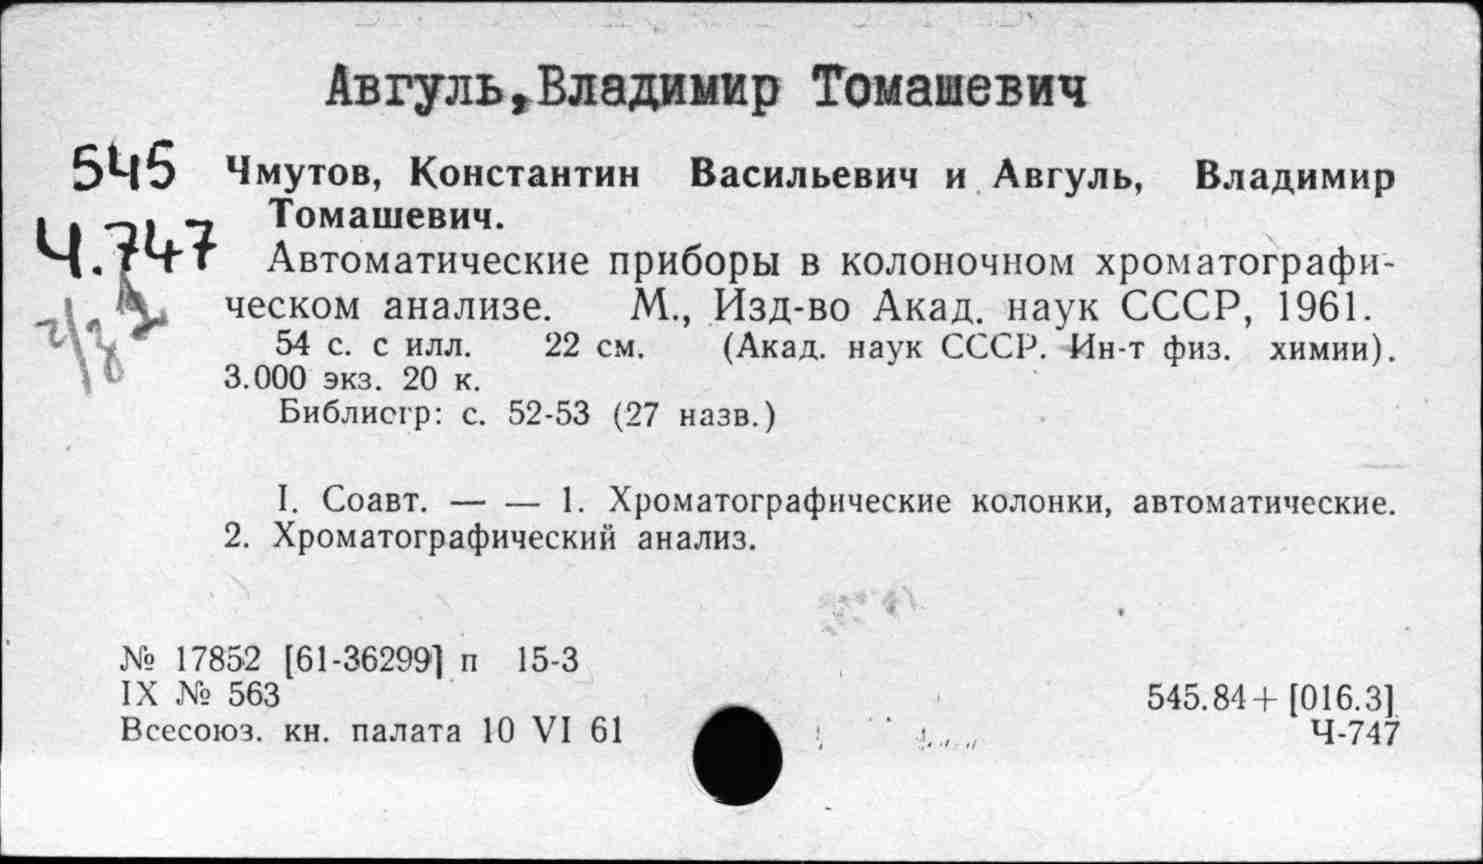 Авгуль, Владимир Томашевич
545
Чмутов, Константин Васильевич и Авгуль, Владимир
Томашевич.
Ч.747
Автоматические приборы в колоночном хроматографи-
ческом анализе. М., Изд-во Акад. наук СССР, 1961.
54 с. с илл. 22 см. (Акад. наук СССР. Ин-т физ. химии).
3.000 экз. 20 к.
Библиогр: с. 52-53 (27 назв.)
I. Соавт. — — 1. Хроматографические колонки, автоматические.
2. Хроматографический анализ.
№ 17852 [61-36299] п 15-3
IX № 563
545.84+[016.3]
Всесоюз. кн. палата 10 VI 61
Ч-747